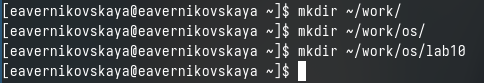 [eavernikovskaya@eavernikovskaya ~]$ mkdir ~/work/
[eavernikovskaya@eavernikovskaya ~]$ mkdir ~/work/os/
[eavernikovskaya@eavernikovskaya ~]$ mkdir ~/work/os/lab10
[eavernikovskaya@eavernikovskaya ~]$